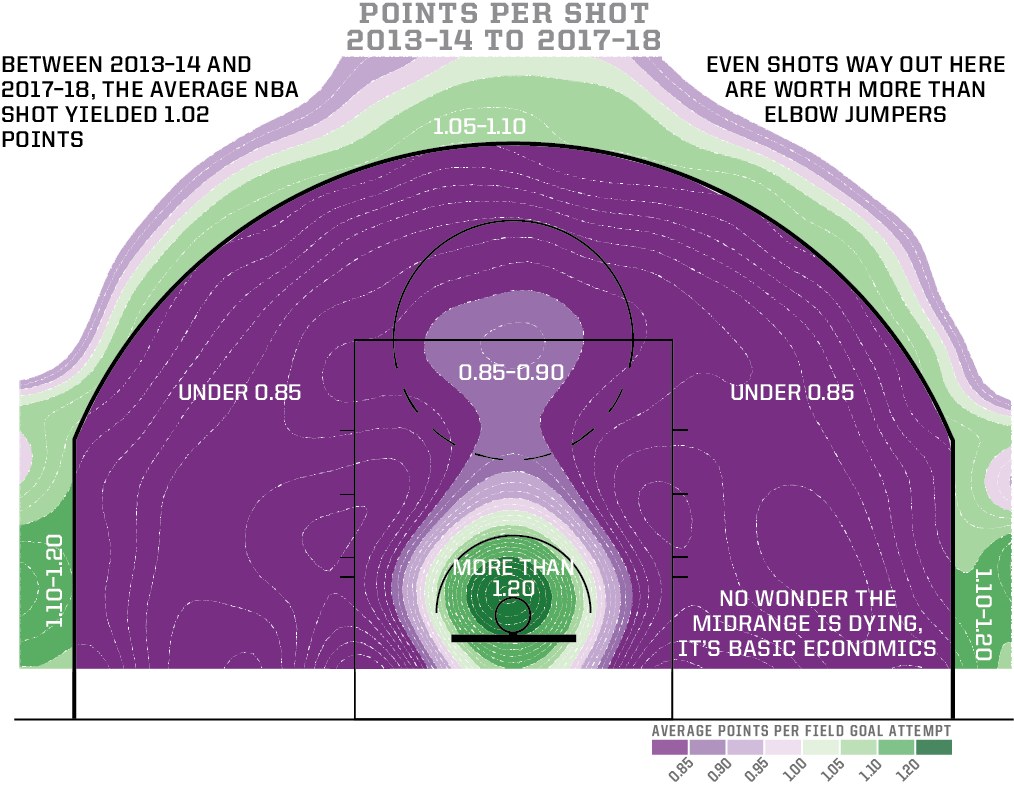 POINTS PER SHOT
2013–14 TO 2017–18
BETWEEN 2013–14 AND
2017–18, THE AVERAGE NBA
SHOT YIELDED 1.02
POINTS
EVEN SHOTS WAY OUT HERE
ARE WORTH MORE THAN
ELBOW JUMPERS
1.05–1.10
UNDER 0.85
0.85–0.90
UNDER 0.85
1.10–1.20
MORE THAN
1.20
1.10–1.20
NO WONDER THE
MIDRANGE IS DYING,
IT'S BASIC ECONOMICS
AVERAGE POINTS PER FIELD GOAL ATTEMPT
0.85 0.90 0.95 1.00 1.05 1.10 1.20